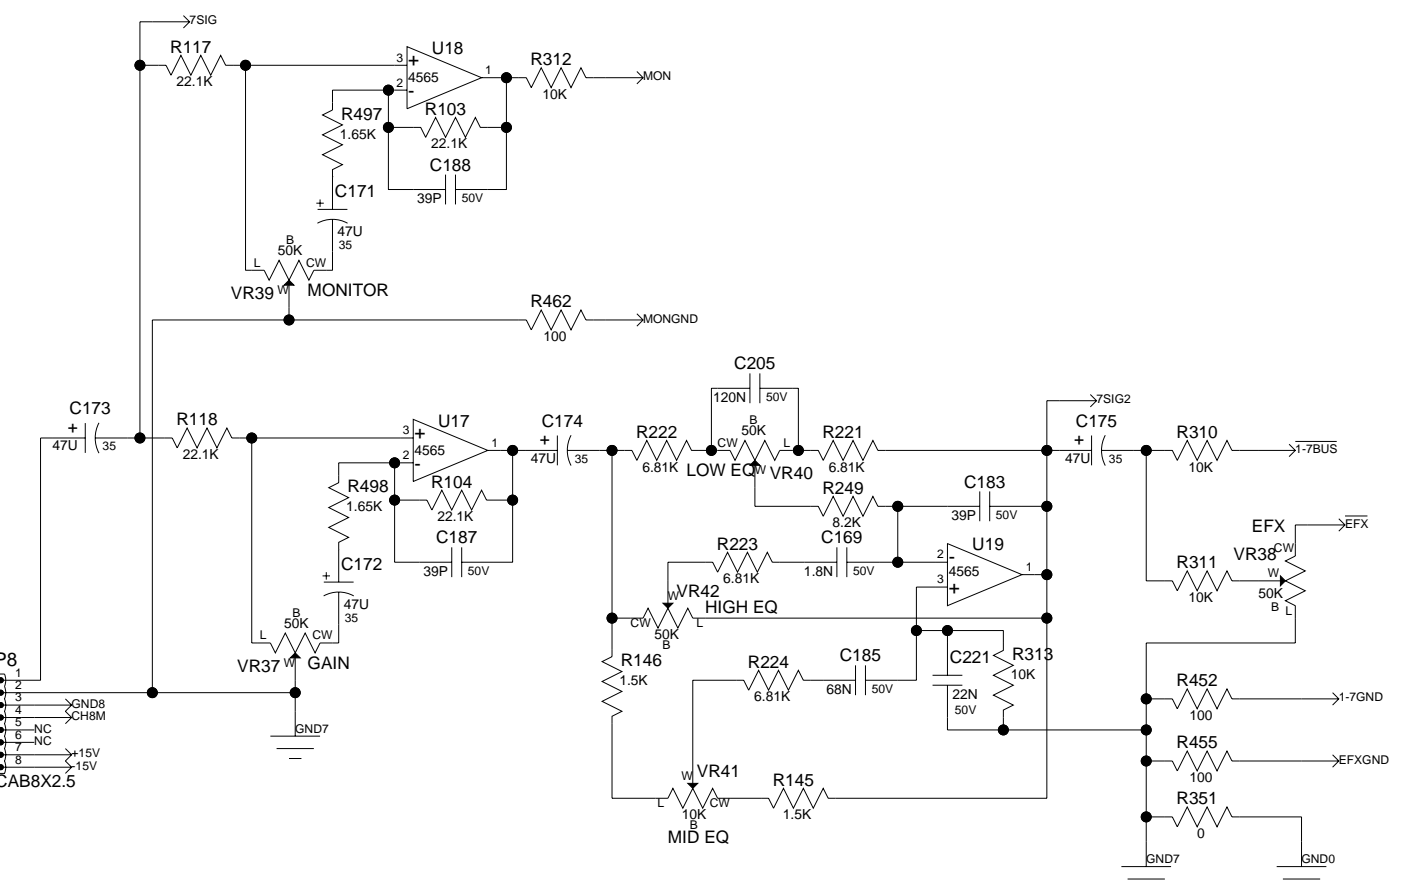 7SIG
R117
22.1K
U18
3
+
4565
2
-
1
R312
10K
MON
R497
1.65K
R103
22.1K
C188
39P
50V
C171
+
47U
35
B
50K
L
CW
W
VR39
MONITOR
R462
100
MONGND
C173
+
47U
35
R118
22.1K
U17
3
+
4565
2
-
1
C174
+
47U
35
R498
1.65K
R104
22.1K
C187
39P
50V
C172
+
47U
35
B
50K
L
CW
W
VR37
GAIN
GND7
P8
1
2
3
GND8
4
CH8M
5
NC
6
NC
7
+15V
8
-15V
CAB8X2.5
C205
120N
50V
R222
6.81K
B
50K
CW
L
LOW EQ
W
VR40
R221
6.81K
7SIG2
C175
+
47U
35
R310
10K
1-7BUS
R249
8.2K
C183
39P
50V
R223
6.81K
C169
1.8N
50V
U19
2
-
4565
3
+
1
W
VR42
HIGH EQ
CW
50K
L
B
R146
1.5K
R224
6.81K
C185
68N
50V
C221
22N
50V
R313
10K
W
VR41
L
10K
CW
B
MID EQ
R145
1.5K
EFX
EFX
R311
10K
CW
VR38
W
50K
B
L
R452
100
1-7GND
R455
100
EFXGND
R351
0
GND7
GND0